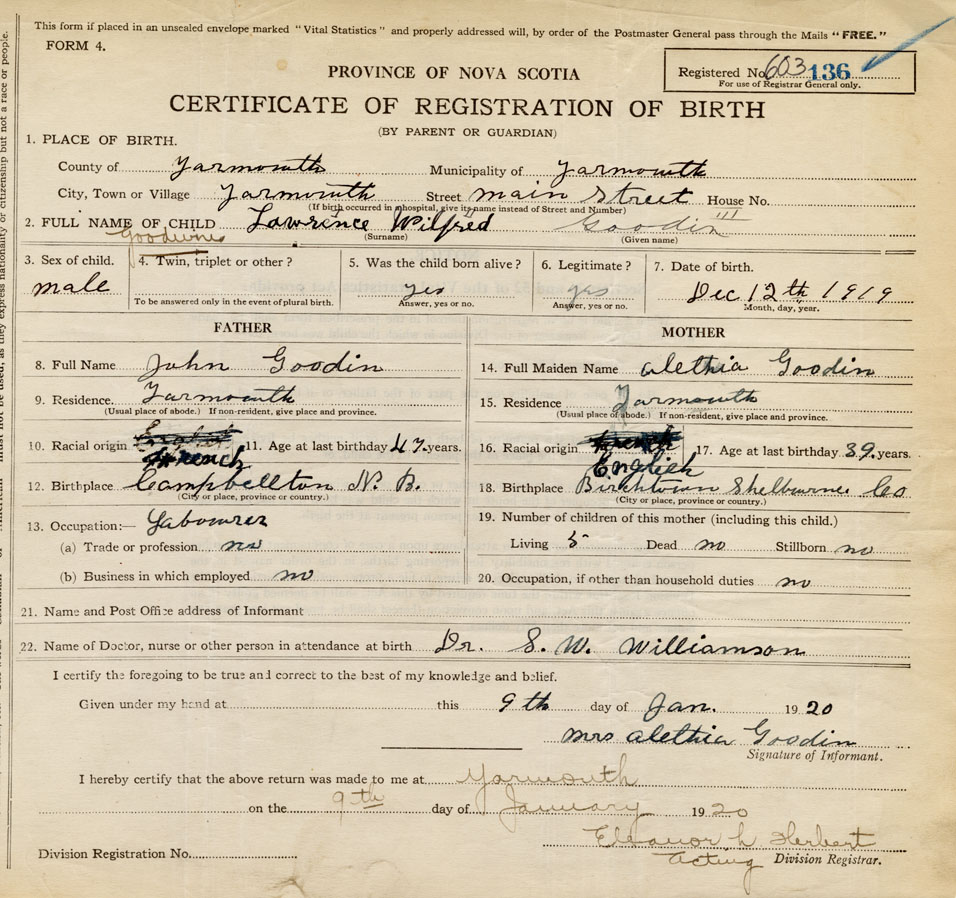 This form if placed in an unsealed envelope marked "Vital Statistics" and properly addressed will, by order of the Postmaster General pass through the Mails "FREE."
FORM 4.
Registered No. 603 136
For use of Registrar General only.
PROVINCE OF NOVA SCOTIA
CERTIFICATE OF REGISTRATION OF BIRTH
(BY PARENT OR GUARDIAN)
1. PLACE OF BIRTH.
County of Yarmouth Municipality of Yarmouth
City, Town or Village Yarmouth Street main Street House No.
(If birth occurred in hospital, give its name instead of Street and Number)
2. FULL NAME OF CHILD Lawrence Wilfred Goodin
(Surname) (Given name)
3. Sex of child. 4. Twin, triplet or other? 5. Was the child born alive? 6. Legitimate? 7. Date of birth.
male yes yes Dec 12th 1919
To be answered only in the event of plural birth. Answer, yes or no. Answer, yes or no. Month, day, year.
FATHER MOTHER
8. Full Name John Goodin 14. Full Maiden Name alethia Goodin
9. Residence. Yarmouth 15. Residence Yarmouth
(Usual place of abode.) If non-resident, give place and province. (Usual place of abode.) If non-resident, give place and province.
10. Racial origin French 11. Age at last birthday 47. years. 16. Racial origin English 17. Age at last birthday 39. years.
12. Birthplace Campbellton N. B. 18. Birthplace Birchtown Shelburne Co
(City or place, province or country.) (City or place, province or country.)
13. Occupation:— Labourer 19. Number of children of this mother (including this child.)
(a) Trade or profession no Living 5 Dead no Stillborn no
(b) Business in which employed no 20. Occupation, if other than household duties no
21. Name and Post Office address of Informant
22. Name of Doctor, nurse or other person in attendance at birth Dr. S. W. Williamson
I certify the foregoing to be true and correct to the best of my knowledge and belief.
Given under my hand at this 9th day of Jan. 1920
mrs alethia Goodin
Signature of Informant.
I hereby certify that the above return was made to me at Yarmouth
on the 9th day of January 1920
Eleanor L Herbert
Division Registration No. acting Division Registrar.